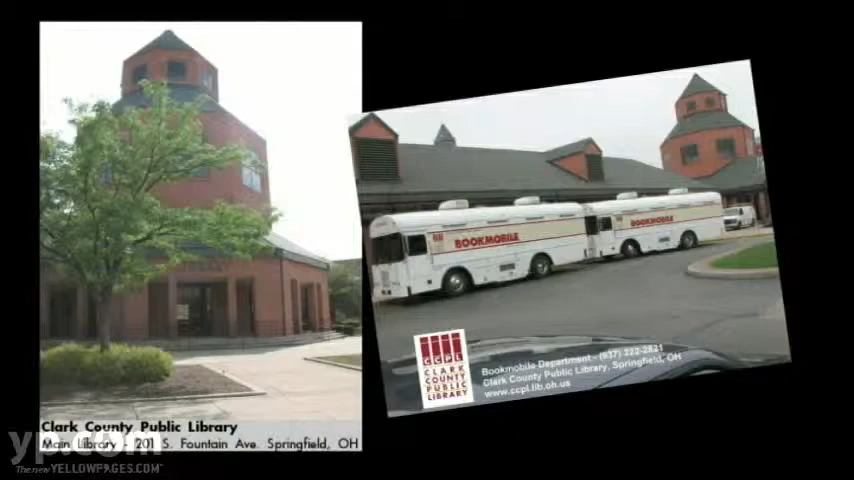 Clark County Public Library
Main Library - 201 S. Fountain Ave. Springfield, OH
yp.com
The new YELLOWPAGES.COM
BOOKMOBILE
BOOKMOBILE
CCPL
CLARK
COUNTY
PUBLIC
LIBRARY
Bookmobile Department - (937) 222-2821
Clark County Public Library, Springfield, OH
www.ccpl.lib.oh.us